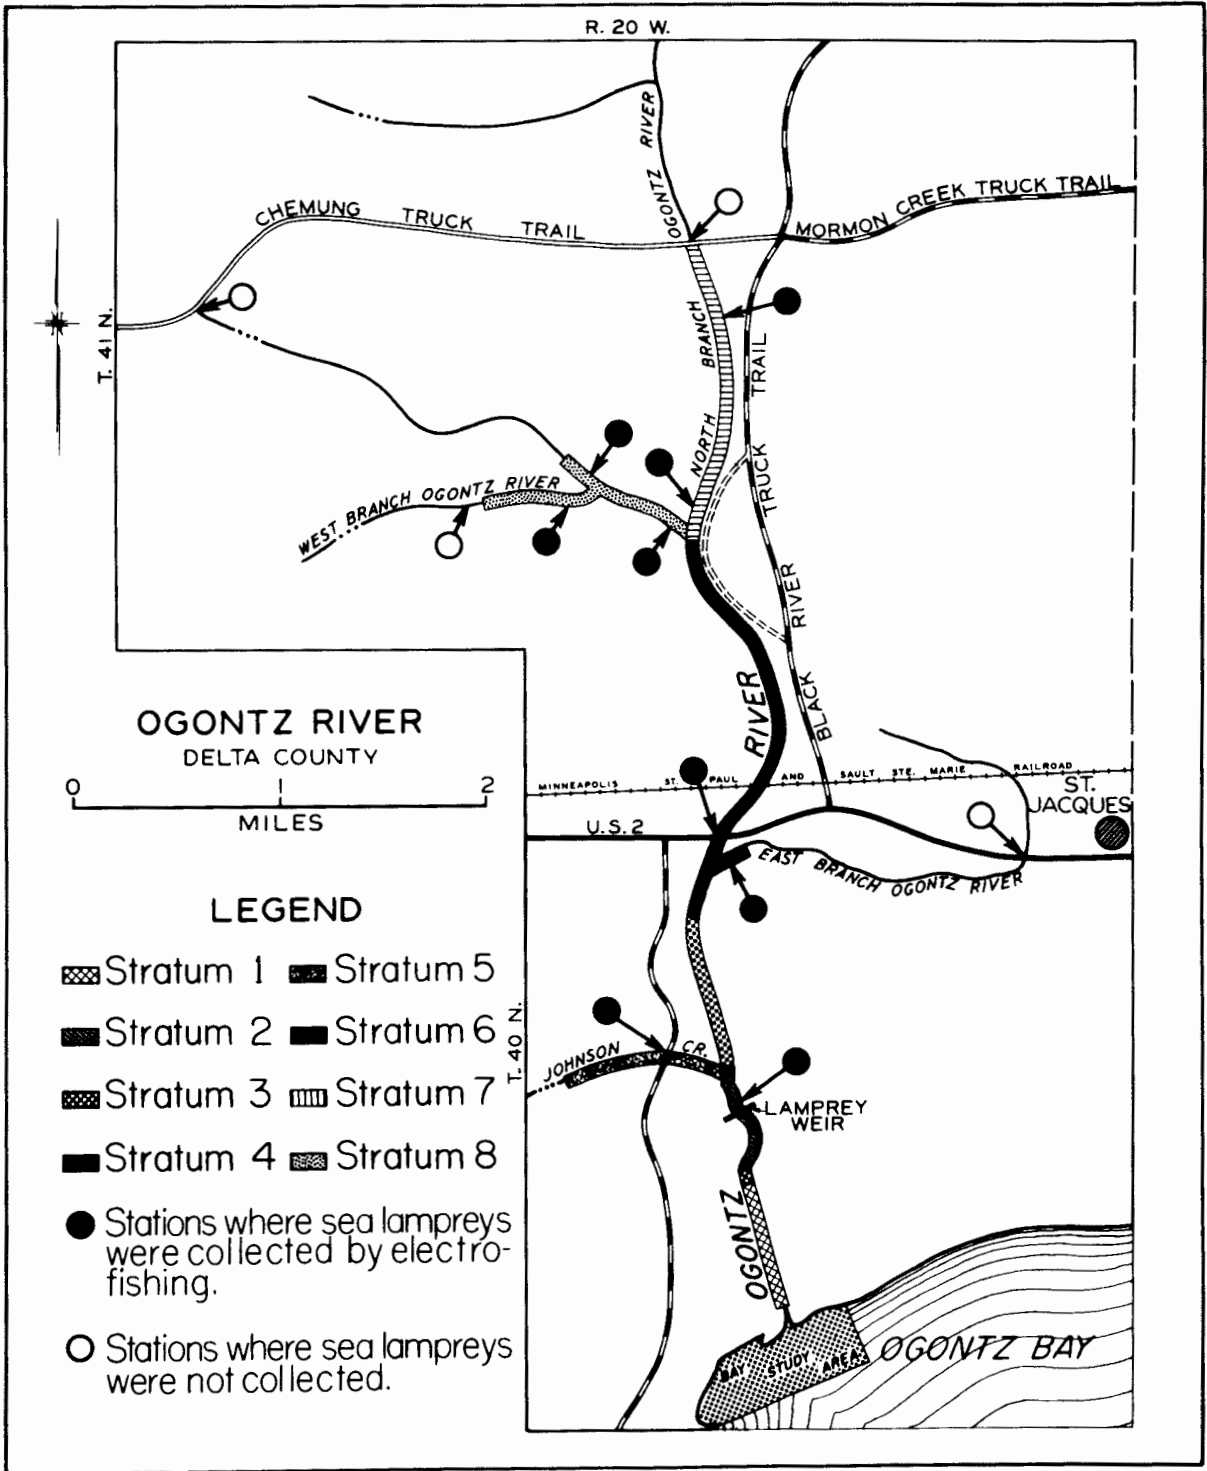 R. 20 W.
OGONTZ RIVER
CHEMUNG TRUCK TRAIL
MORMON CREEK TRUCK TRAIL
T. 41 N.
NORTH BRANCH
WEST BRANCH OGONTZ RIVER
BLACK RIVER TRUCK TRAIL
OGONTZ RIVER
DELTA COUNTY
0 1 2
MILES
MINNEAPOLIS ST. PAUL AND SAULT STE. MARIE RAILROAD
ST.
JACQUES
U.S. 2
EAST BRANCH OGONTZ RIVER
LEGEND
Stratum 1
Stratum 5
Stratum 2
Stratum 6
Stratum 3
Stratum 7
Stratum 4
Stratum 8
Stations where sea lampreys
were collected by electro-
fishing.
Stations where sea lampreys
were not collected.
T. 40 N.
JOHNSON CR.
LAMPREY
WEIR
OGONTZ RIVER
BAY STUDY AREA
OGONTZ BAY